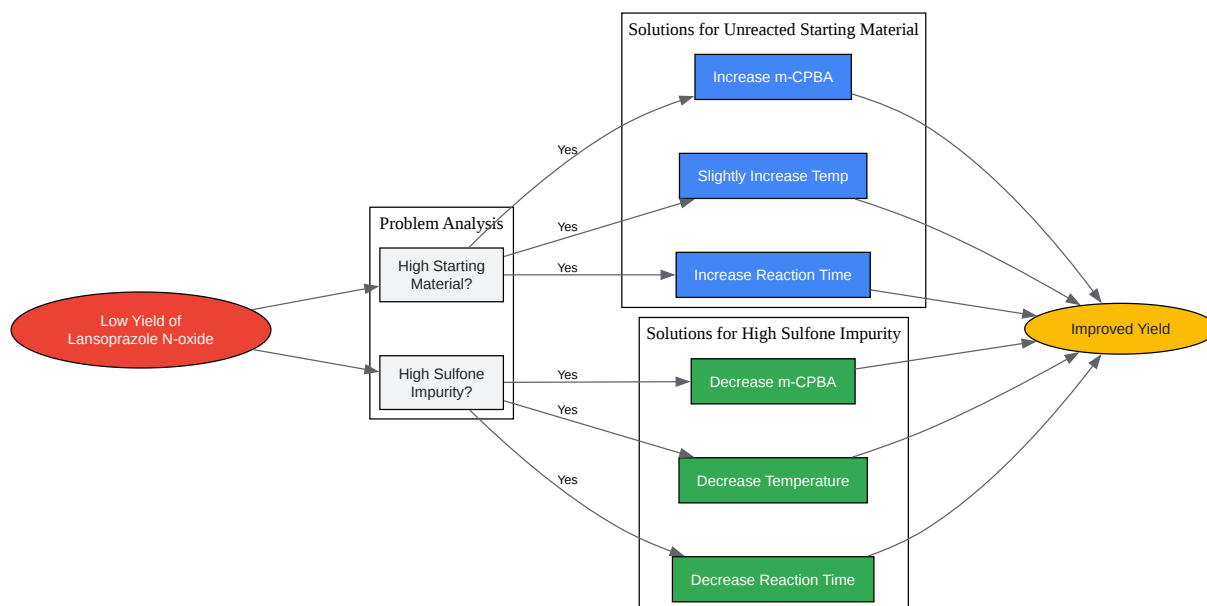 Low Yield of
Lansoprazole N-oxide
Problem Analysis
High Starting
Material?
High Sulfone
Impurity?
Yes
Yes
Yes
Yes
Yes
Yes
Solutions for Unreacted Starting Material
Increase m-CPBA
Slightly Increase Temp
Increase Reaction Time
Solutions for High Sulfone Impurity
Decrease m-CPBA
Decrease Temperature
Decrease Reaction Time
Improved Yield